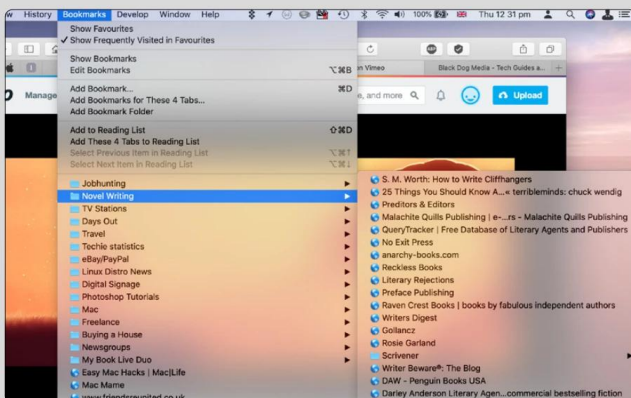 w History Bookmarks Develop Window Help 100% Thu 12 31 pm
Show Favourites
✓ Show Frequently Visited in Favourites
Show Bookmarks
Edit Bookmarks ⌥⌘B
Add Bookmark... ⌘D
Add Bookmarks for These 4 Tabs...
Add Bookmark Folder
Add to Reading List ⇧⌘D
Add These 4 Tabs to Reading List
Select Previous Item in Reading List ⌥⌘↑
Select Next Item in Reading List ⌥⌘↓
n Vimeo Black Dog Media - Tech Guides a... +
Manage e, and more Upload
Jobhunting
Novel Writing
TV Stations
Days Out
Travel
Techie statistics
eBay/PayPal
Linux Distro News
Digital Signage
Photoshop Tutorials
Mac
Freelance
Buying a House
Newsgroups
My Book Live Duo
Easy Mac Hacks | Mac|Life
Mac Mame
www.friendsreunited.co.uk
S. M. Worth: How to Write Cliffhangers
25 Things You Should Know A...« terribleminds: chuck wendig
Preditors & Editors
Malachite Quills Publishing | e-...rs - Malachite Quills Publishing
QueryTracker | Free Database of Literary Agents and Publishers
No Exit Press
anarchy-books.com
Reckless Books
Literary Rejections
Preface Publishing
Raven Crest Books | books by fabulous independent authors
Writers Digest
Gollancz
Rosie Garland
Scrivener
Writer Beware®: The Blog
DAW - Penguin Books USA
Darley Anderson Literary Agen...commercial bestselling fiction